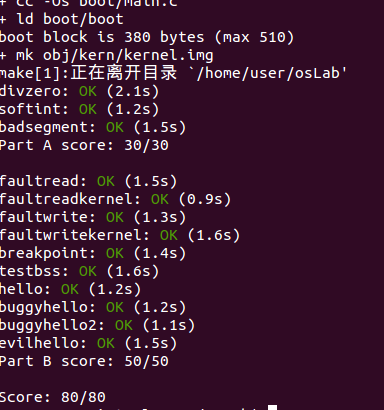 + cc -Os boot/main.c
+ ld boot/boot
boot block is 380 bytes (max 510)
+ mk obj/kern/kernel.img
make[1]:正在离开目录 `/home/user/osLab'
divzero: OK (2.1s)
softint: OK (1.2s)
badsegment: OK (1.5s)
Part A score: 30/30
faultread: OK (1.5s)
faultreadkernel: OK (0.9s)
faultwrite: OK (1.3s)
faultwritekernel: OK (1.6s)
breakpoint: OK (1.4s)
testbss: OK (1.6s)
hello: OK (1.2s)
buggyhello: OK (1.2s)
buggyhello2: OK (1.1s)
evilhello: OK (1.5s)
Part B score: 50/50
Score: 80/80